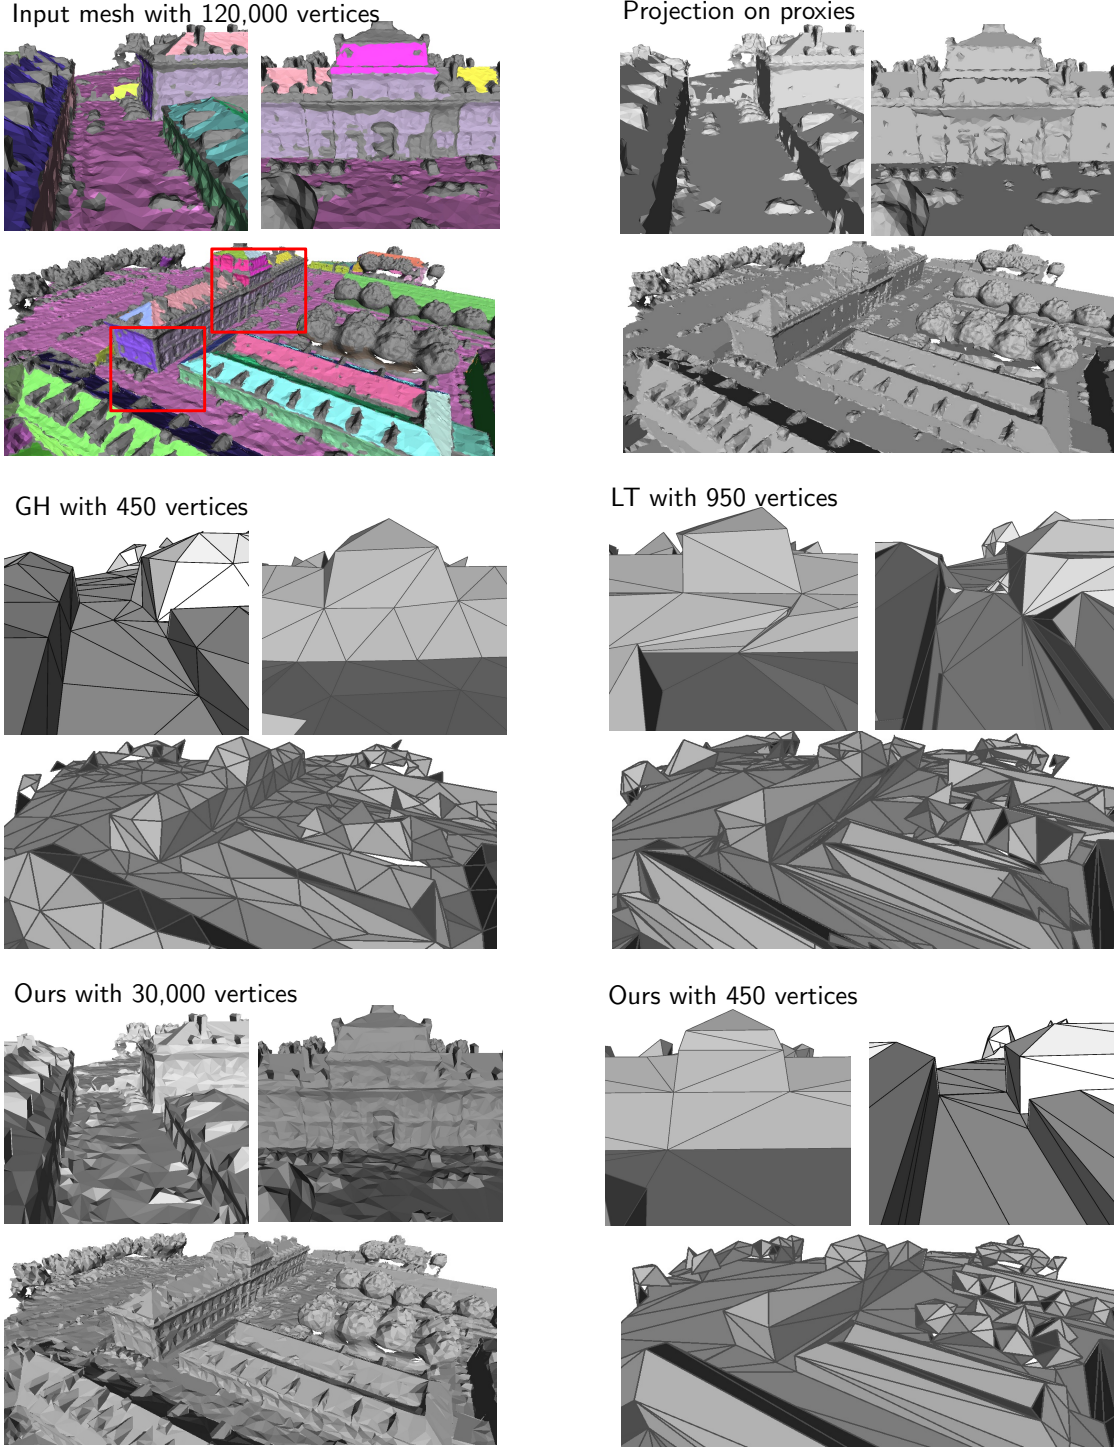 Input mesh with 120,000 vertices
Projection on proxies
GH with 450 vertices
LT with 950 vertices
Ours with 30,000 vertices
Ours with 450 vertices